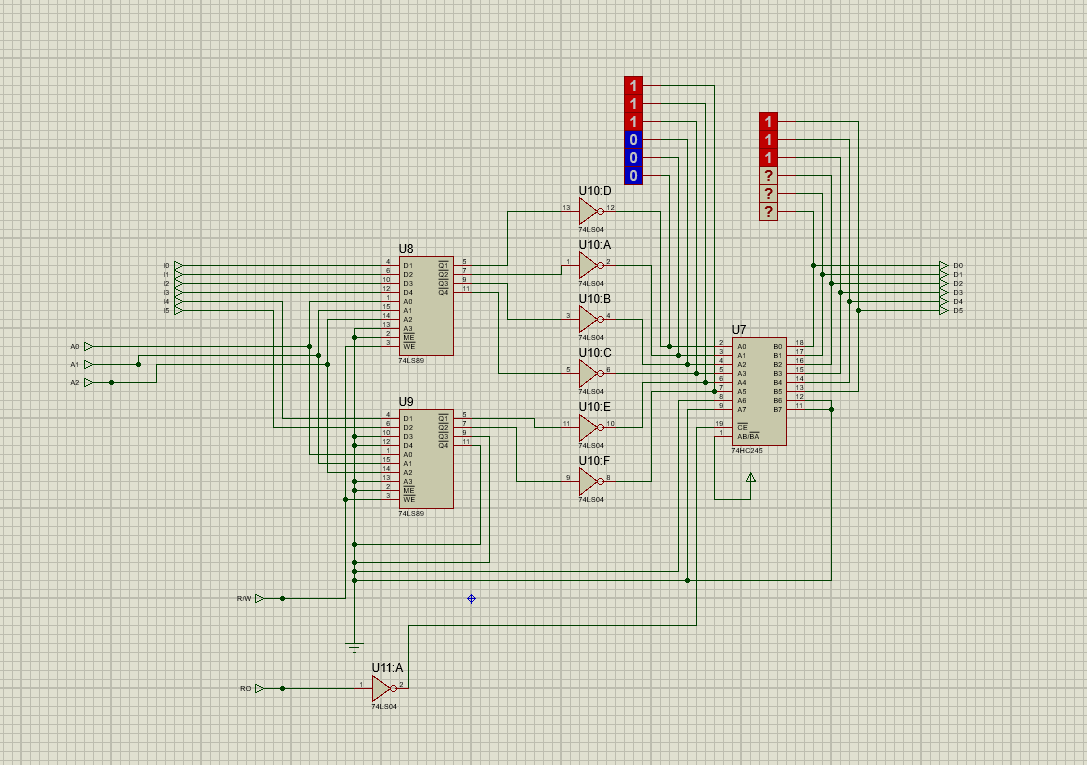 1
1
1
0
0
0
1
1
1
?
?
?
U10:D
13 12
74LS04
U10:A
1 2
74LS04
U10:B
3 4
74LS04
U10:C
5 6
74LS04
U10:E
11 10
74LS04
U10:F
9 8
74LS04
I0
I1
I2
I3
I4
I5
A0
A1
A2
U8
4 D1 Q1 5
6 D2 Q2 7
10 D3 Q3 9
12 D4 Q4 11
1 A0
15 A1
14 A2
13 A3
2 ME
3 WE
74LS89
U9
4 D1 Q1 5
6 D2 Q2 7
10 D3 Q3 9
12 D4 Q4 11
1 A0
15 A1
14 A2
13 A3
2 ME
3 WE
74LS89
U7
2 A0 B0 18
3 A1 B1 17
4 A2 B2 16
5 A3 B3 15
6 A4 B4 14
7 A5 B5 13
8 A6 B6 12
9 A7 B7 11
19 CE
1 AB/BA
74HC245
D0
D1
D2
D3
D4
D5
R/W
RO
U11:A
1 2
74LS04